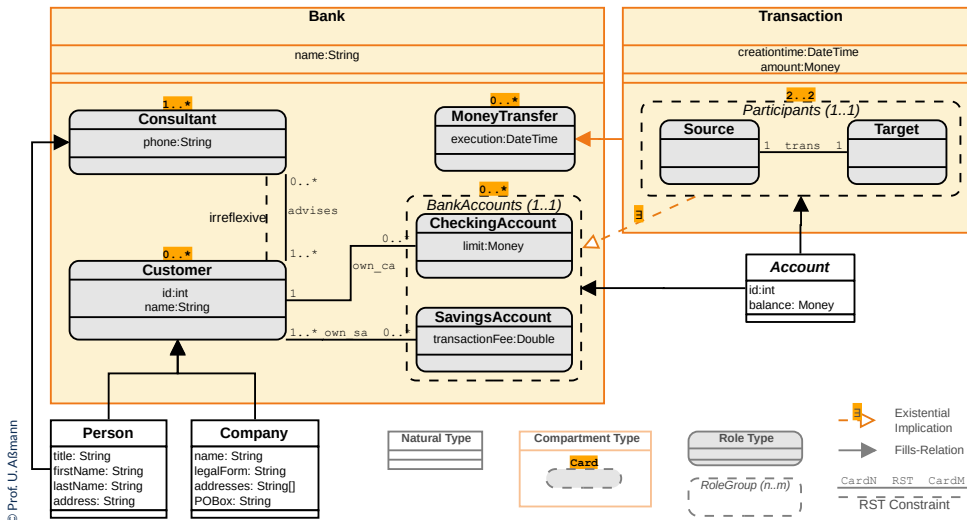 Bank
name:String
Transaction
creationtime:DateTime
amount:Money
1..*
Consultant
phone:String
0..*
MoneyTransfer
execution:DateTime
2..2
Participants (1..1)
Source
Target
1 trans 1
0..*
advises
irreflexive
1..*
0..*
BankAccounts (1..1)
CheckingAccount
limit:Money
∃
0..*
Customer
id:int
name:String
0..*
own_ca
1
Account
id:int
balance: Money
SavingsAccount
transactionFee:Double
1..* own_sa 0..*
Person
title: String
firstName: String
lastName: String
address: String
Company
name: String
legalForm: String
addresses: String[]
POBox: String
Natural Type
Compartment Type
Card
Role Type
RoleGroup (n..m)
∃
Existential
Implication
Fills-Relation
CardN RST CardM
RST Constraint
© Prof. U. Aßmann